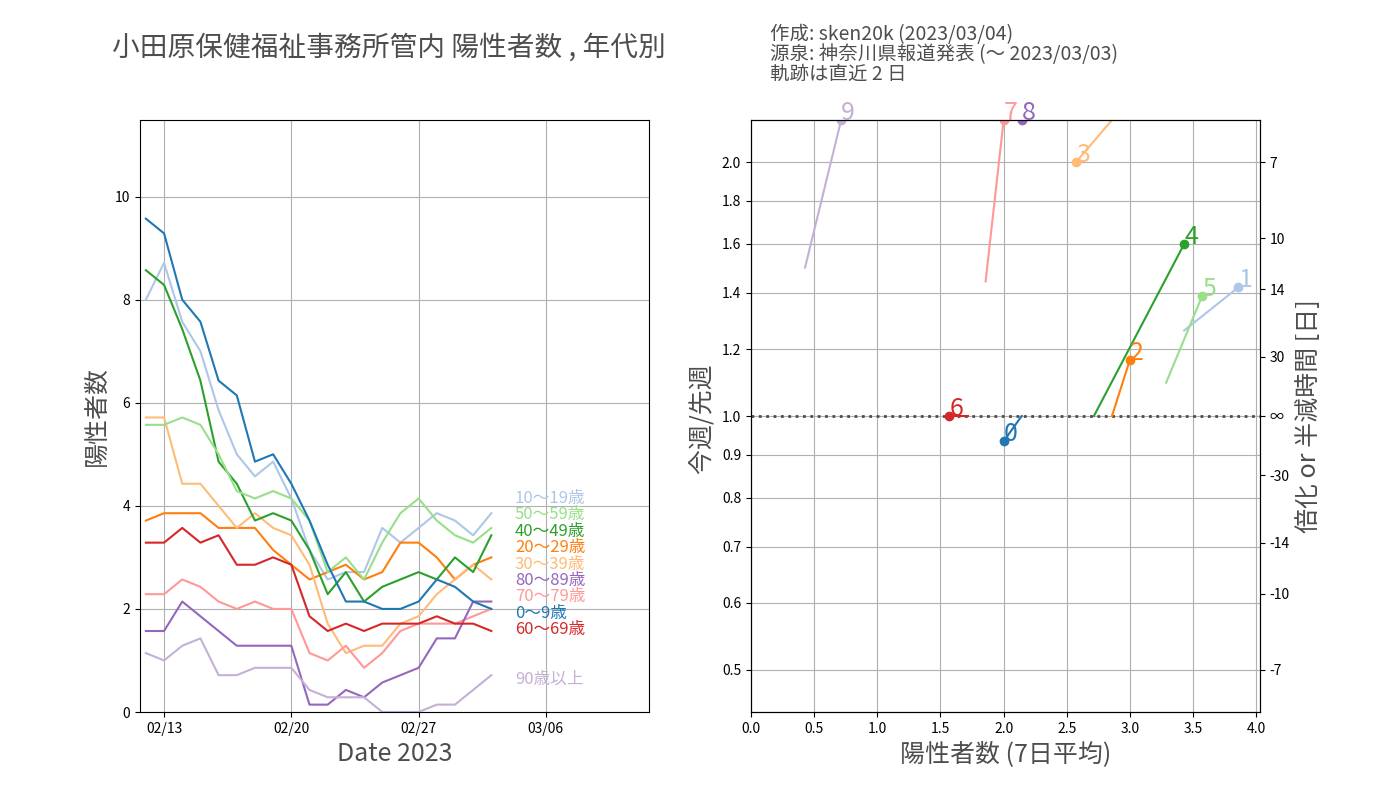 小田原保健福祉事務所管内 陽性者数 , 年代別
作成: sken20k (2023/03/04)
源泉: 神奈川県報道発表 (～ 2023/03/03)
軌跡は直近 2 日
陽性者数
10
8
6
4
2
0
02/13
02/20
02/27
03/06
Date 2023
10～19歳
50～59歳
40～49歳
20～29歳
30～39歳
80～89歳
70～79歳
0～9歳
60～69歳
90歳以上
今週/先週
2.0
1.8
1.6
1.4
1.2
1.0
0.9
0.8
0.7
0.6
0.5
9
7
8
3
4
5
1
2
6
0
0.0
0.5
1.0
1.5
2.0
2.5
3.0
3.5
4.0
陽性者数 (7日平均)
7
10
14
30
∞
-30
-14
-10
-7
倍化 or 半減時間 [日]